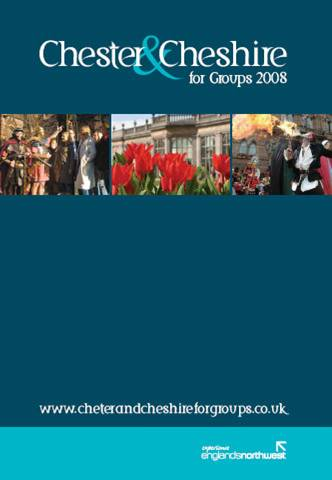 Chester&Cheshire
for Groups 2008
www.cheterandcheshireforgroups.co.uk
experience
englandsnorthwest